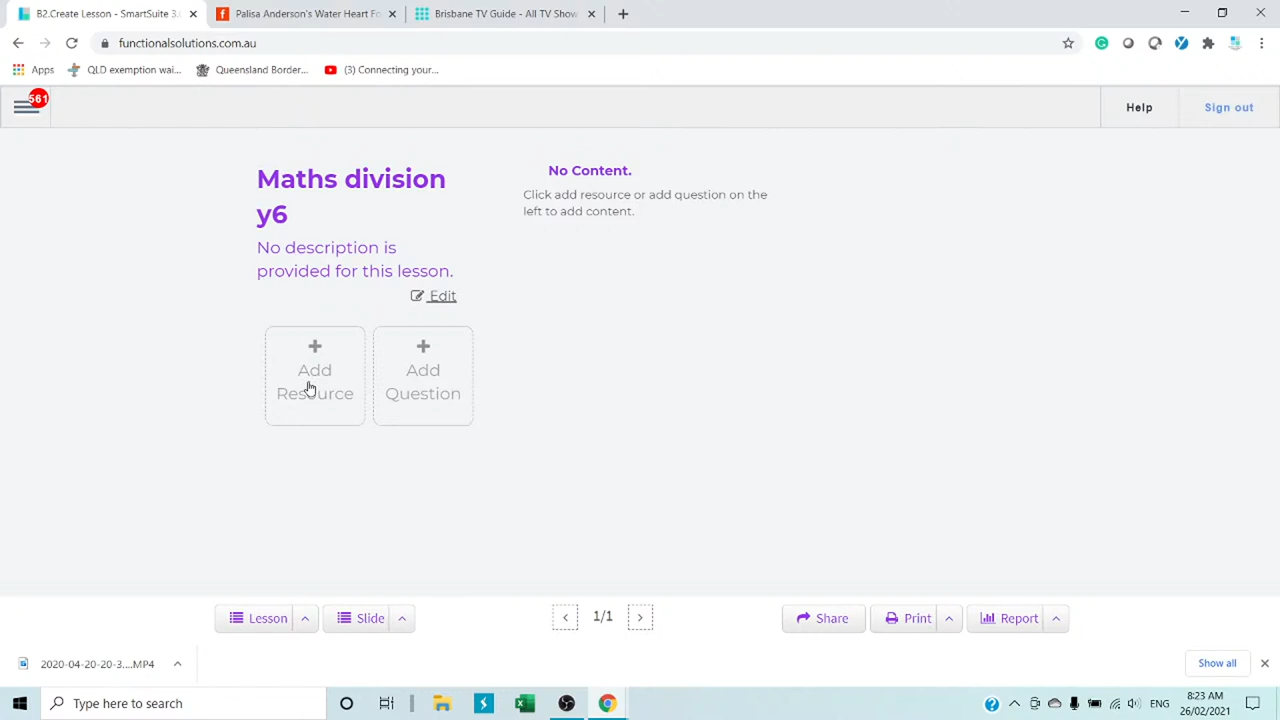 B2.Create Lesson - SmartSuite 3.
Palisa Anderson's Water Heart Fo
Brisbane TV Guide - All TV Show
functionalsolutions.com.au
Apps
QLD exemption wai...
Queensland Border...
(3) Connecting your...
561
Help
Sign out
Maths division
y6
No description is
provided for this lesson.
Edit
Add
Resource
Add
Question
No Content.
Click add resource or add question on the
left to add content.
Lesson
Slide
1/1
Share
Print
Report
2020-04-20-20-3....MP4
Show all
Type here to search
ENG
8:23 AM
26/02/2021